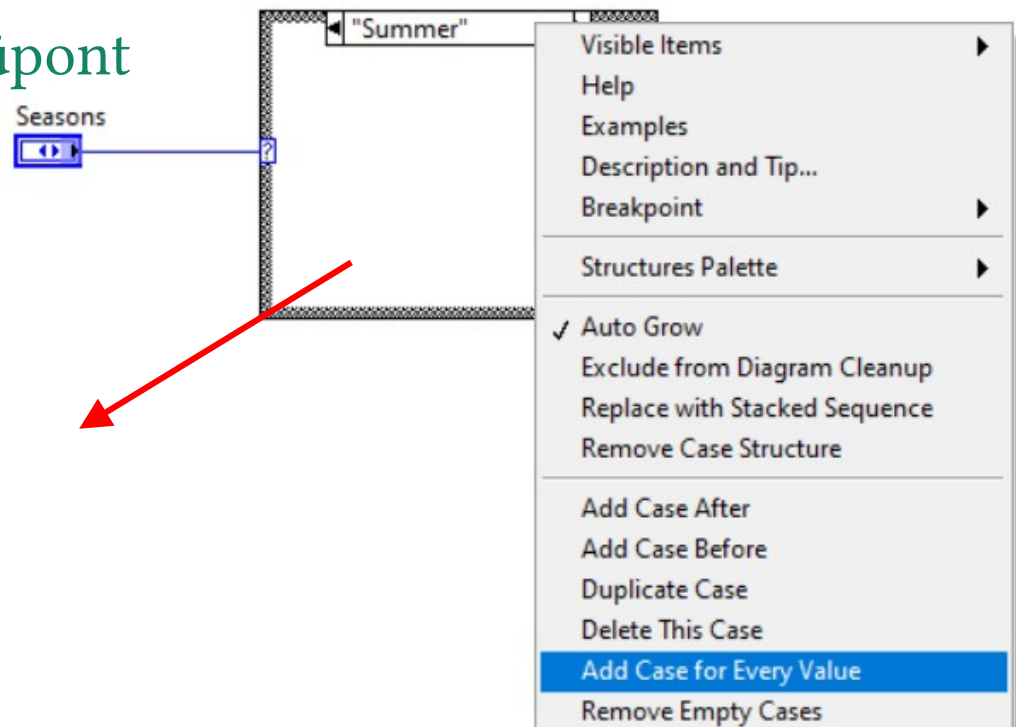 "Summer"
Seasons
?
Visible Items
Help
Examples
Description and Tip...
Breakpoint
Structures Palette
✓ Auto Grow
Exclude from Diagram Cleanup
Replace with Stacked Sequence
Remove Case Structure
Add Case After
Add Case Before
Duplicate Case
Delete This Case
Add Case for Every Value
Remove Empty Cases